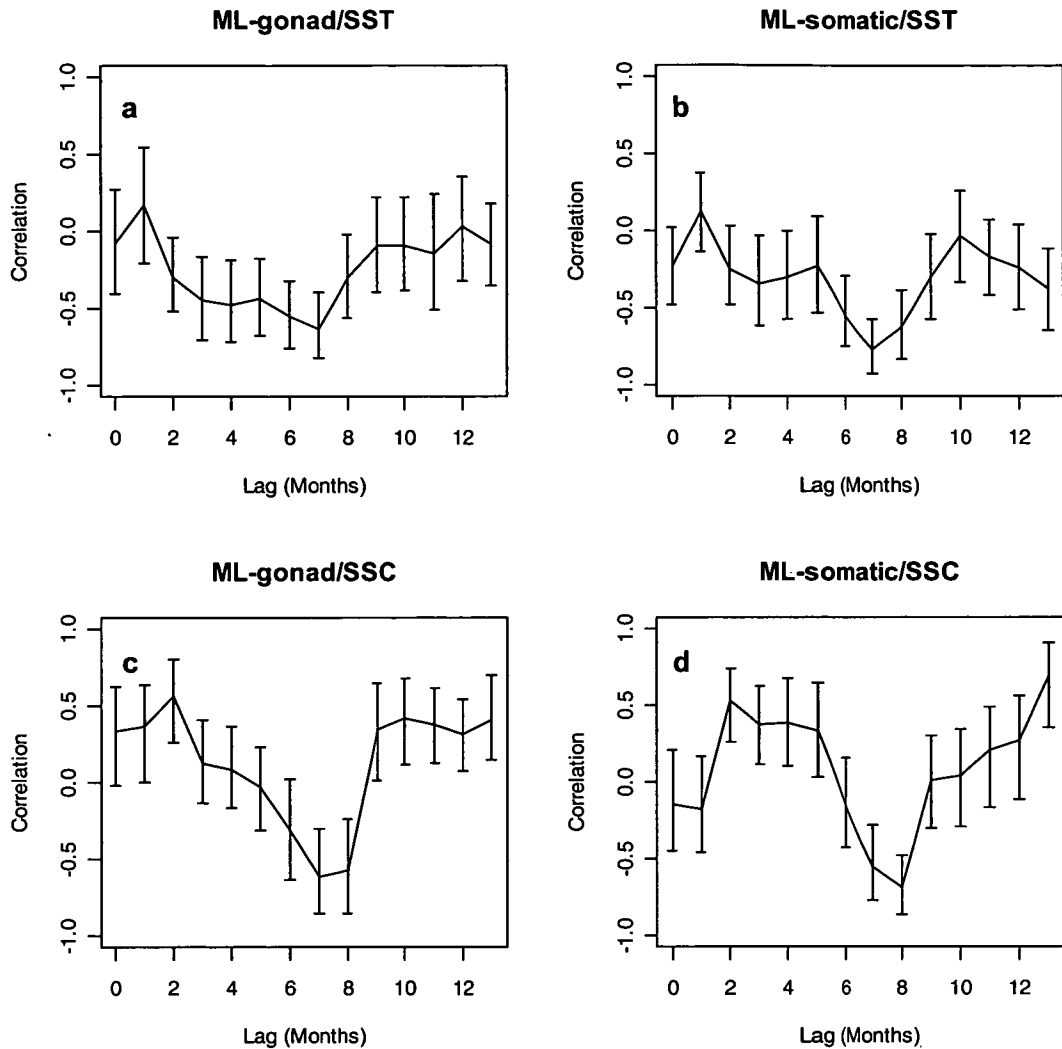 ML-gonad/SST
a
Correlation
1.0
0.5
0.0
-0.5
-1.0
0 2 4 6 8 10 12
Lag (Months)
ML-somatic/SST
b
Correlation
1.0
0.5
0.0
-0.5
-1.0
0 2 4 6 8 10 12
Lag (Months)
ML-gonad/SSC
c
Correlation
1.0
0.5
0.0
-0.5
-1.0
0 2 4 6 8 10 12
Lag (Months)
ML-somatic/SSC
d
Correlation
1.0
0.5
0.0
-0.5
-1.0
0 2 4 6 8 10 12
Lag (Months)